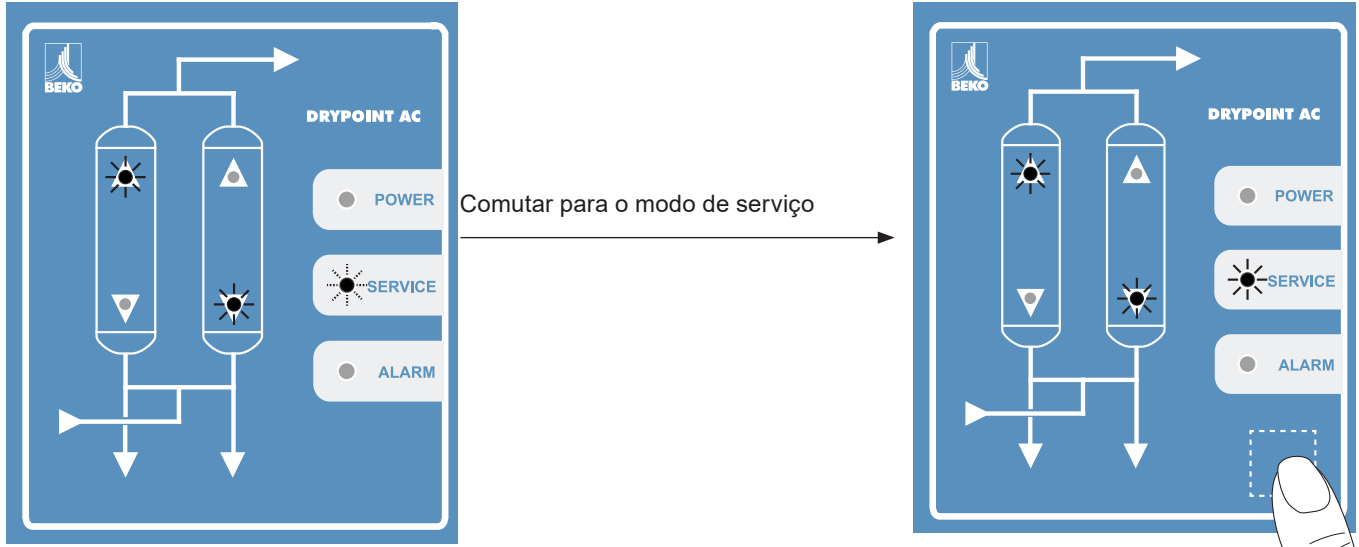 BEKO
DRYPOINT AC
POWER
SERVICE
ALARM
Comutar para o modo de serviço
BEKO
DRYPOINT AC
POWER
SERVICE
ALARM